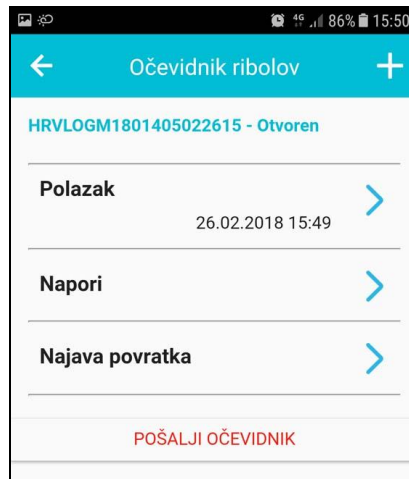 4G 86% 15:50
Očevidnik ribolov
HRVLOGM1801405022615 - Otvoren
Polazak
26.02.2018 15:49
Napori
Najava povratka
POŠALJI OČEVIDNIK